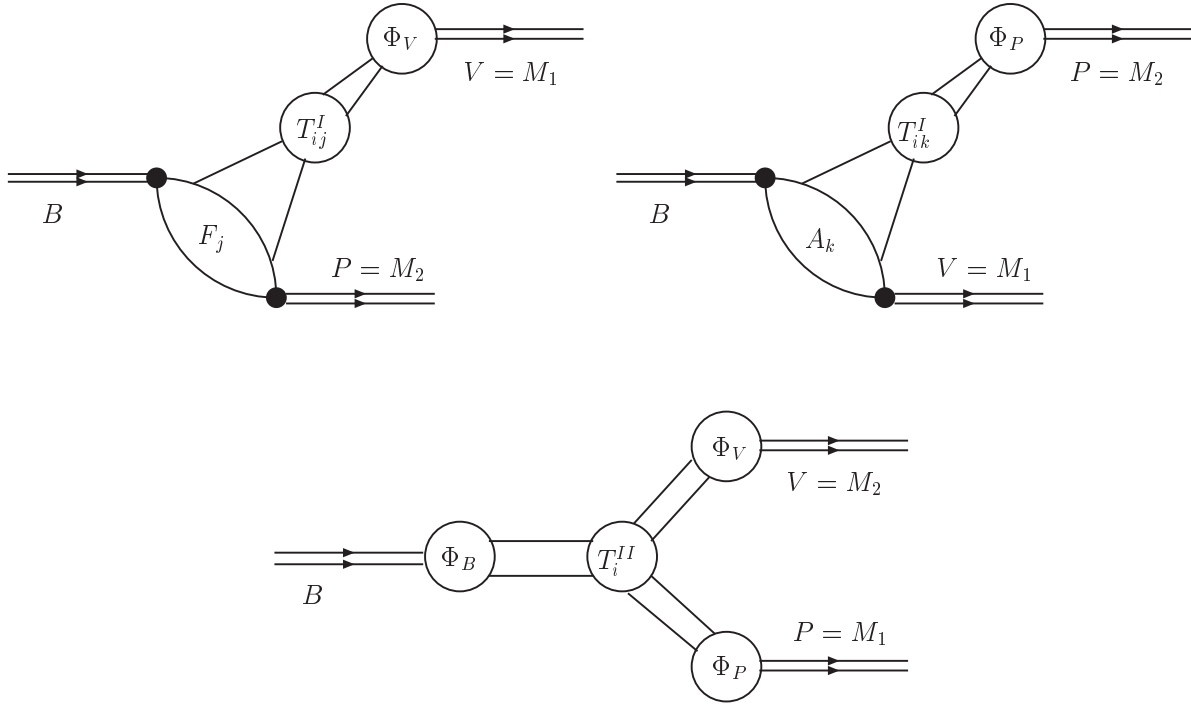 Φ_V
V = M_1
T^I_{ij}
B
F_j
P = M_2
Φ_P
P = M_2
T^I_{ik}
B
A_k
V = M_1
Φ_V
V = M_2
Φ_B
T^{II}_i
B
P = M_1
Φ_P